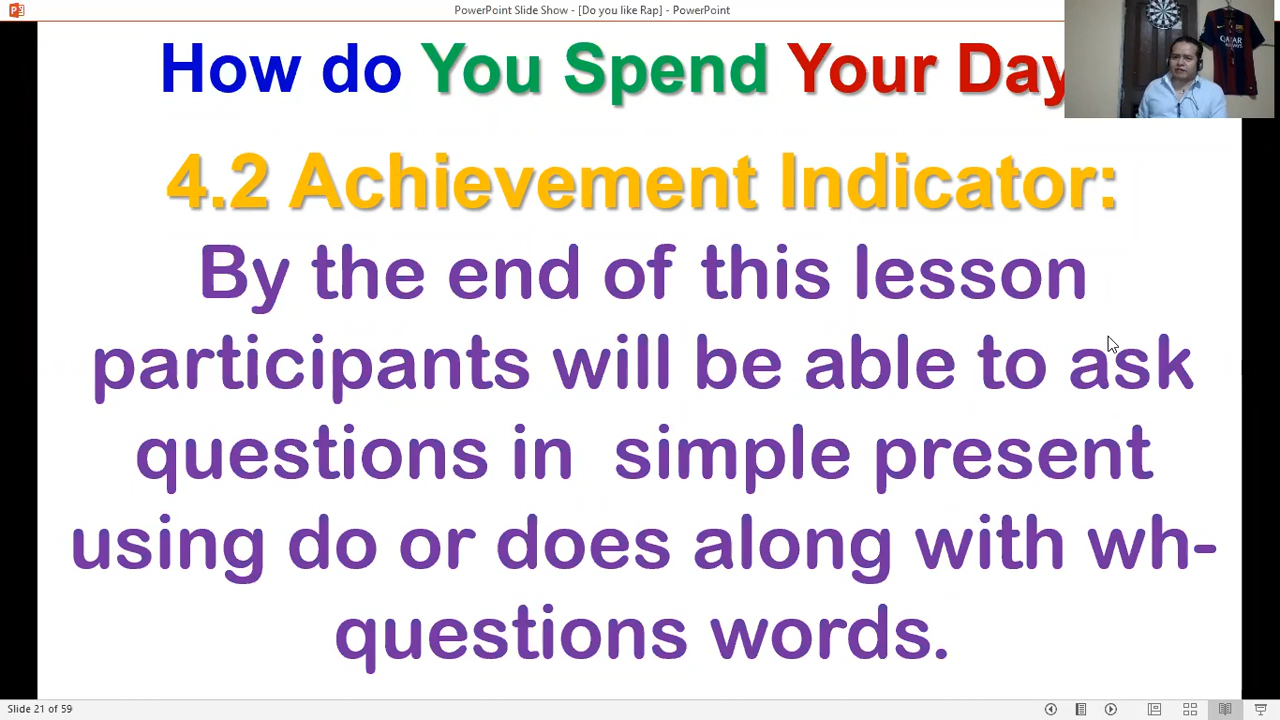 PowerPoint Slide Show - [Do you like Rap] - PowerPoint
How do You Spend Your Day
QATAR
AIRWAYS
4.2 Achievement Indicator:
By the end of this lesson
participants will be able to ask
questions in simple present
using do or does along with wh-
questions words.
Slide 21 of 59